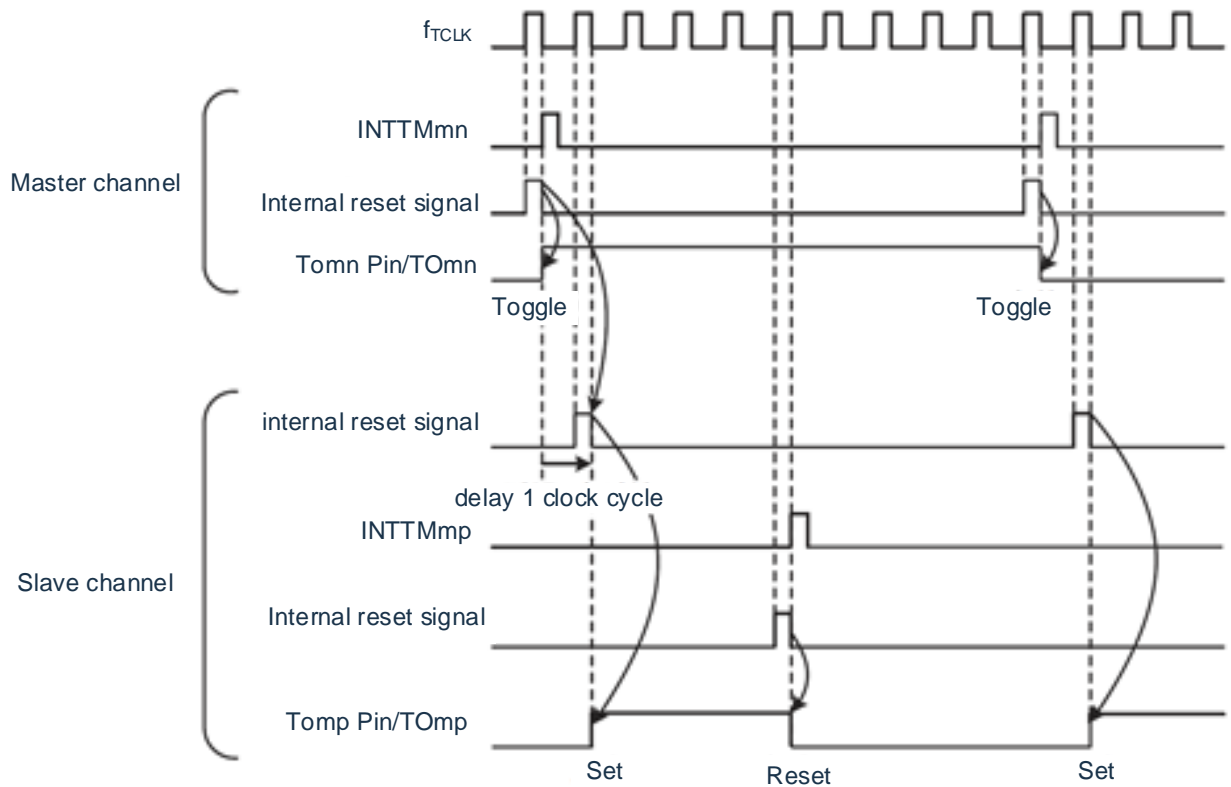 fTCLK
INTTMmn
Master channel
Internal reset signal
Tomn Pin/TOmn
Toggle
Toggle
internal reset signal
delay 1 clock cycle
INTTMmp
Slave channel
Internal reset signal
Tomp Pin/TOmp
Set
Reset
Set